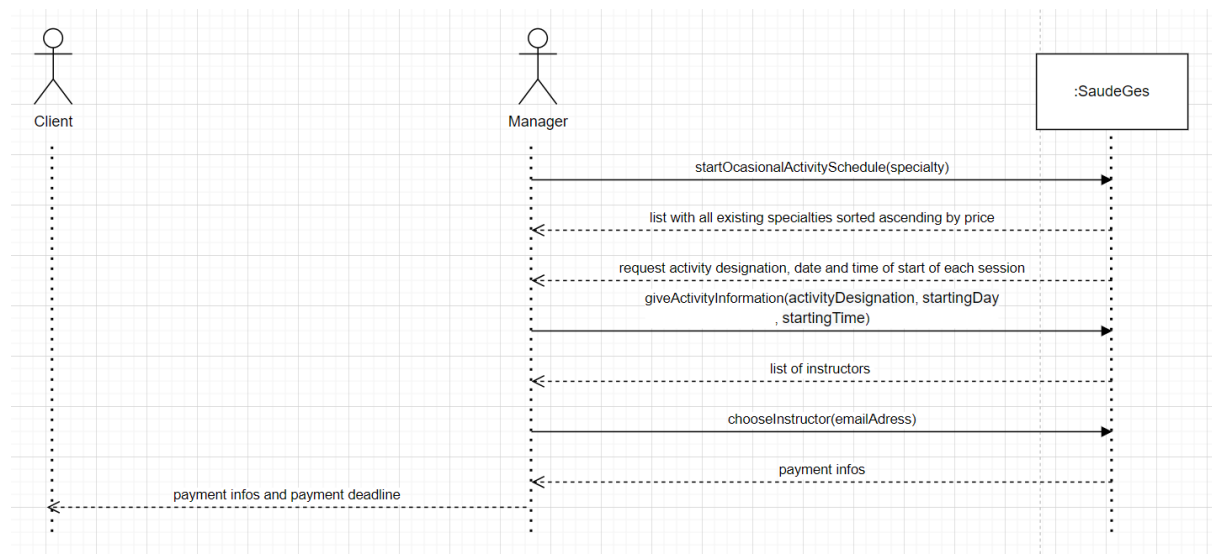 Client
Manager
:SaudeGes
startOcasionalActivitySchedule(specialty)
list with all existing specialties sorted ascending by price
request activity designation, date and time of start of each session
giveActivityInformation(activityDesignation, startingDay
, startingTime)
list of instructors
chooseInstructor(emailAdress)
payment infos
payment infos and payment deadline